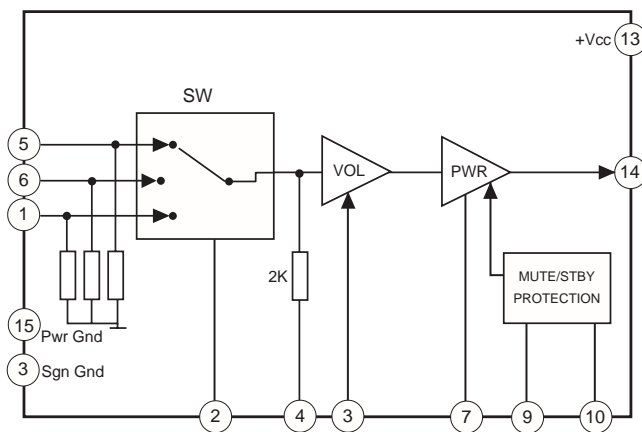 +Vcc 13
SW
5
6
1
VOL
PWR
14
2K
MUTE/STBY
PROTECTION
15 Pwr Gnd
3 Sgn Gnd
2 4 3 7 9 10